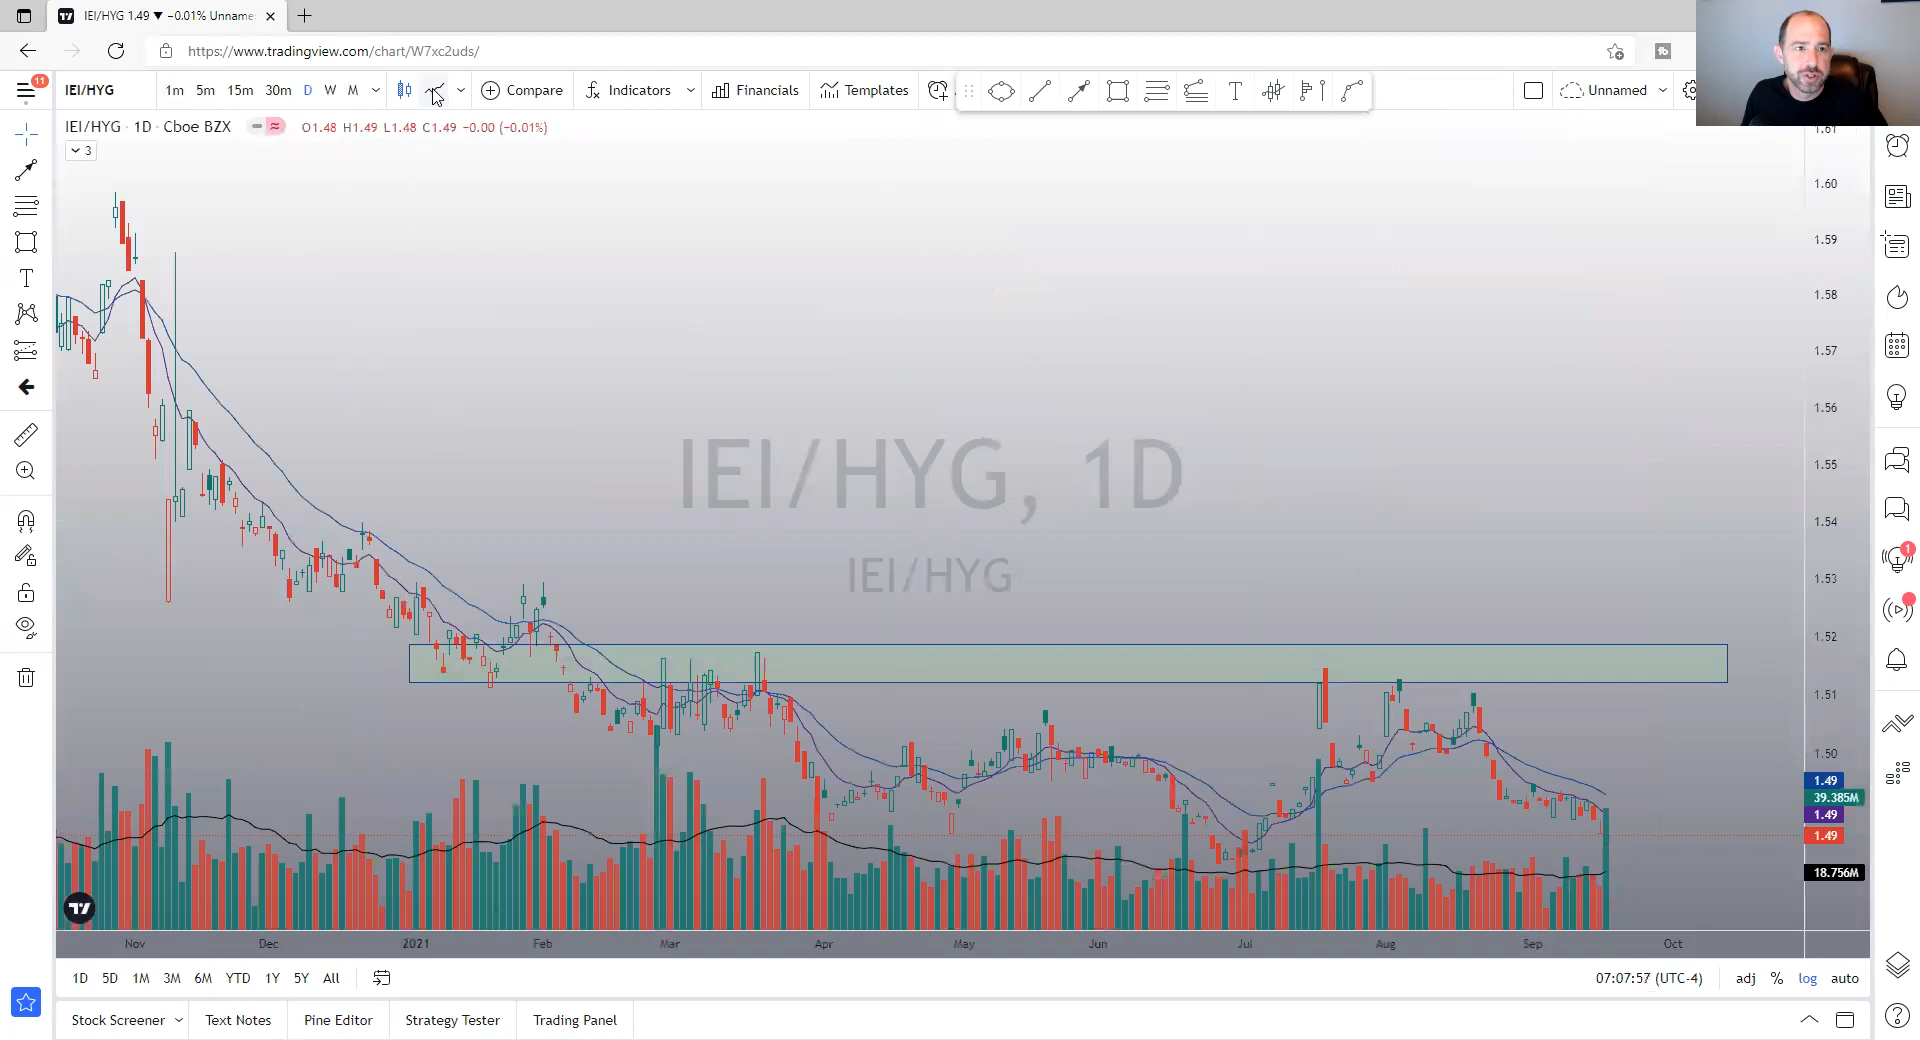 IEI/HYG 1.49 ▼ −0.01% Unname
https://www.tradingview.com/chart/W7xc2uds/
11
IEI/HYG 1m 5m 15m 30m D W M Compare Indicators Financials Templates Unnamed
IEI/HYG · 1D · Cboe BZX O1.48 H1.49 L1.48 C1.49 −0.00 (−0.01%)
3
1.61
1.60
1.59
1.58
1.57
1.56
1.55
1.54
1.53
1.52
1.51
1.50
1.49
39.385M
1.49
1.49
18.756M
IEI/HYG, 1D
IEI/HYG
1
Nov Dec 2021 Feb Mar Apr May Jun Jul Aug Sep Oct
1D 5D 1M 3M 6M YTD 1Y 5Y All 07:07:57 (UTC-4) adj % log auto
Stock Screener Text Notes Pine Editor Strategy Tester Trading Panel